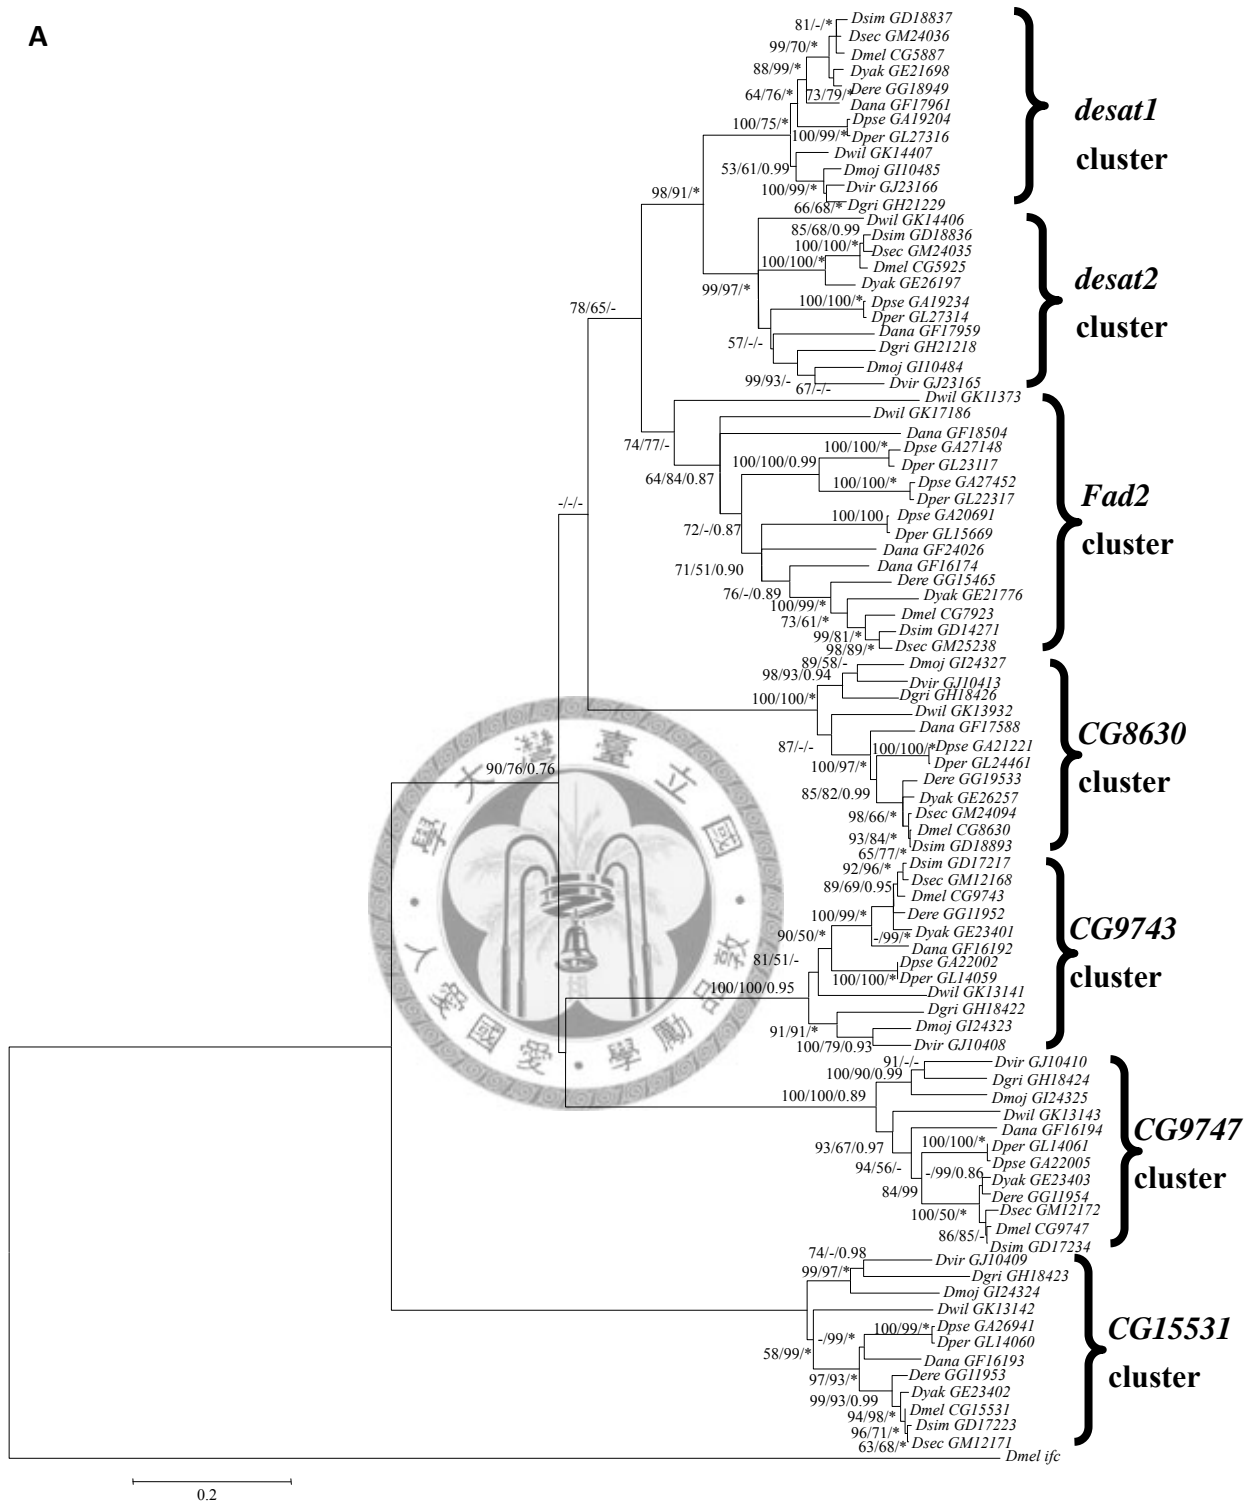 A
81/-/*
Dsim GD18837
Dsec GM24036
99/70/*
Dmel CG5887
88/99/*
Dyak GE21698
64/76/*
73/79/*
Dere GG18949
Dana GF17961
100/75/*
Dpse GA19204
100/99/*
Dper GL27316
Dwil GK14407
53/61/0.99
Dmoj GI10485
100/99/*
Dvir GJ23166
66/68/*
Dgri GH21229
desat1
cluster
98/91/*
Dwil GK14406
85/68/0.99
Dsim GD18836
100/100/*
Dsec GM24035
100/100/*
Dmel CG5925
99/97/*
Dyak GE26197
100/100/*
Dpse GA19234
Dper GL27314
Dana GF17959
57/-/-
Dgri GH21218
Dmoj GI10484
99/93/-
67/-/-
Dvir GJ23165
desat2
cluster
78/65/-
Dwil GK11373
Dwil GK17186
74/77/-
Dana GF18504
100/100/*
Dpse GA27148
100/100/0.99
Dper GL23117
64/84/0.87
100/100/*
Dpse GA27452
Dper GL22317
-/-/-
100/100
Dpse GA20691
72/-/0.87
Dper GL15669
Dana GF24026
71/51/0.90
Dana GF16174
Dere GG15465
76/-/0.89
Dyak GE21776
100/99/*
Dmel CG7923
73/61/*
Dsim GD14271
99/81/*
Dsec GM25238
98/89/*
Fad2
cluster
89/58/-
Dmoj GI24327
98/93/0.94
Dvir GJ10413
100/100/*
Dgri GH18426
Dwil GK13932
Dana GF17588
87/-/-
100/100/*
Dpse GA21221
100/97/*
Dper GL24461
Dere GG19533
85/82/0.99
Dyak GE26257
98/66/*
Dsec GM24094
93/84/*
Dmel CG8630
65/77/*
Dsim GD18893
CG8630
cluster
90/76/0.76
92/96/*
Dsim GD17217
89/69/0.95
Dsec GM12168
Dmel CG9743
100/99/*
Dere GG11952
-/99/*
Dyak GE23401
90/50/*
Dana GF16192
81/51/-
Dpse GA22002
100/100/*
Dper GL14059
100/100/0.95
Dwil GK13141
Dgri GH18422
91/91/*
Dmoj GI24323
100/79/0.93
Dvir GJ10408
CG9743
cluster
91/-/-
Dvir GJ10410
100/90/0.99
Dgri GH18424
100/100/0.89
Dmoj GI24325
Dwil GK13143
Dana GF16194
93/67/0.97
100/100/*
Dper GL14061
94/56/-
Dpse GA22005
-/99/0.86
Dyak GE23403
84/99
Dere GG11954
100/50/*
Dsec GM12172
86/85/-
Dmel CG9747
Dsim GD17234
CG9747
cluster
74/-/0.98
Dvir GJ10409
99/97/*
Dgri GH18423
Dmoj GI24324
Dwil GK13142
-/99/*
100/99/*
Dpse GA26941
58/99/*
Dper GL14060
Dana GF16193
97/93/*
Dere GG11953
99/93/0.99
Dyak GE23402
94/98/*
Dmel CG15531
96/71/*
Dsim GD17223
63/68/*
Dsec GM12171
CG15531
cluster
Dmel ifc
0.2
國立臺灣大學
敦品勵學
愛國愛人